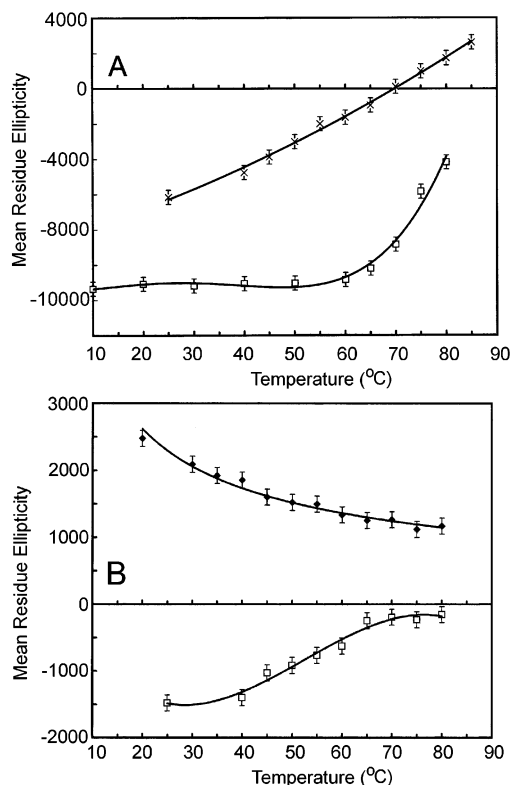 4000
A
0
-4000
-8000
-10000
Mean Residue Ellipticity
10 20 30 40 50 60 70 80 90
Temperature (°C)
3000
2000
1000
B
0
-1000
-2000
Mean Residue Ellipticity
10 20 30 40 50 60 70 80 90
Temperature (°C)